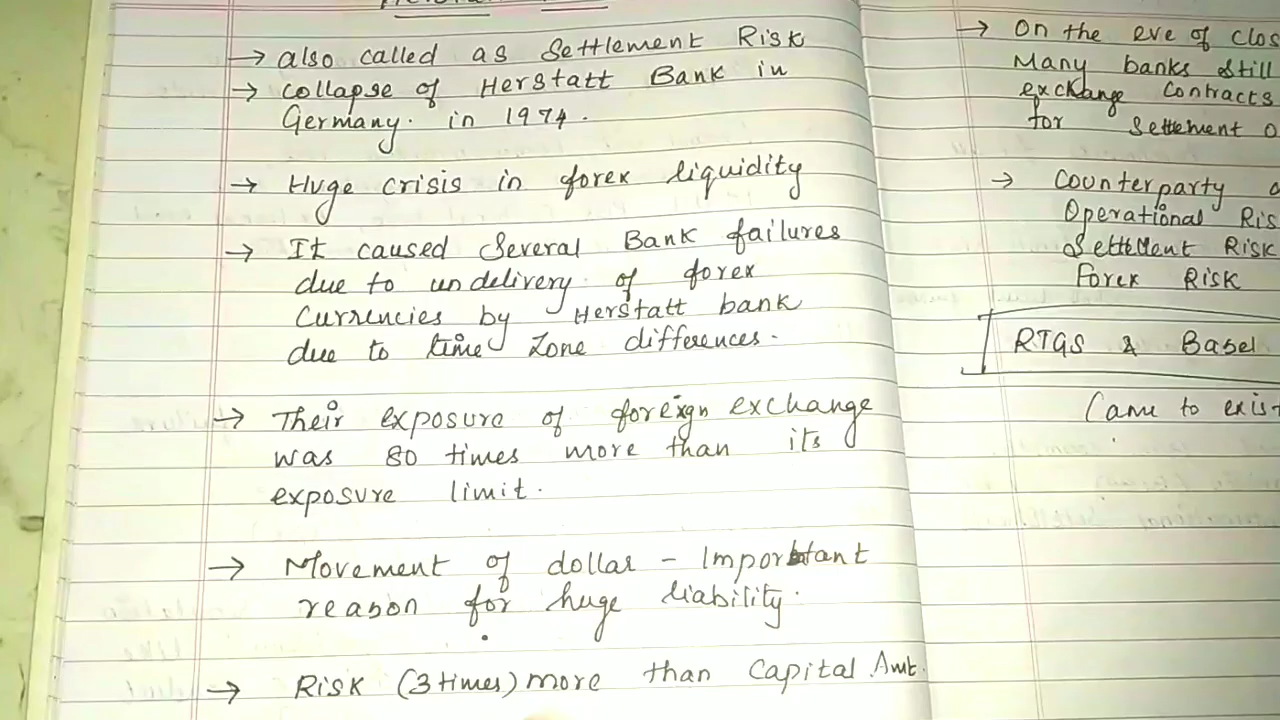 → also called as Settlement Risk
→ collapse of Herstatt Bank in
Germany. in 1974.
→ Huge crisis in forex liquidity
→ It caused Several Bank failures
due to undelivery of forex
Currencies by Herstatt bank
due to time Zone differences.
→ Their exposure of foreign exchange
was 80 times more than its
exposure limit.
→ Movement of dollar - Important
reason for huge liability.
→ Risk (3 times) more than Capital Amt.
→ On the eve of clos
Many banks still
exchange Contracts
for Settlement O
→ Counterparty
Operational Ris
Settlement Risk
Forex Risk
RTGS & Basel
Came to exist